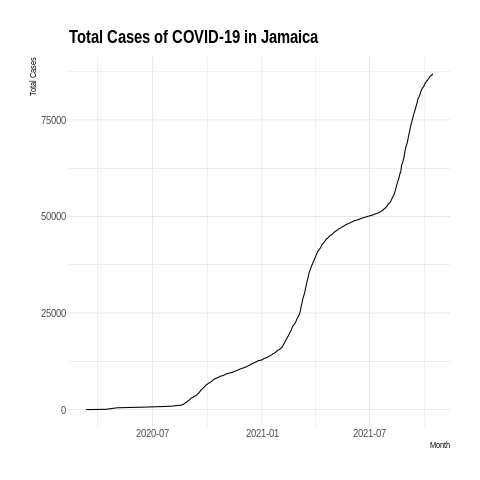 Total Cases of COVID-19 in Jamaica
Total Cases
75000
50000
25000
0
2020-07
2021-01
2021-07
Month